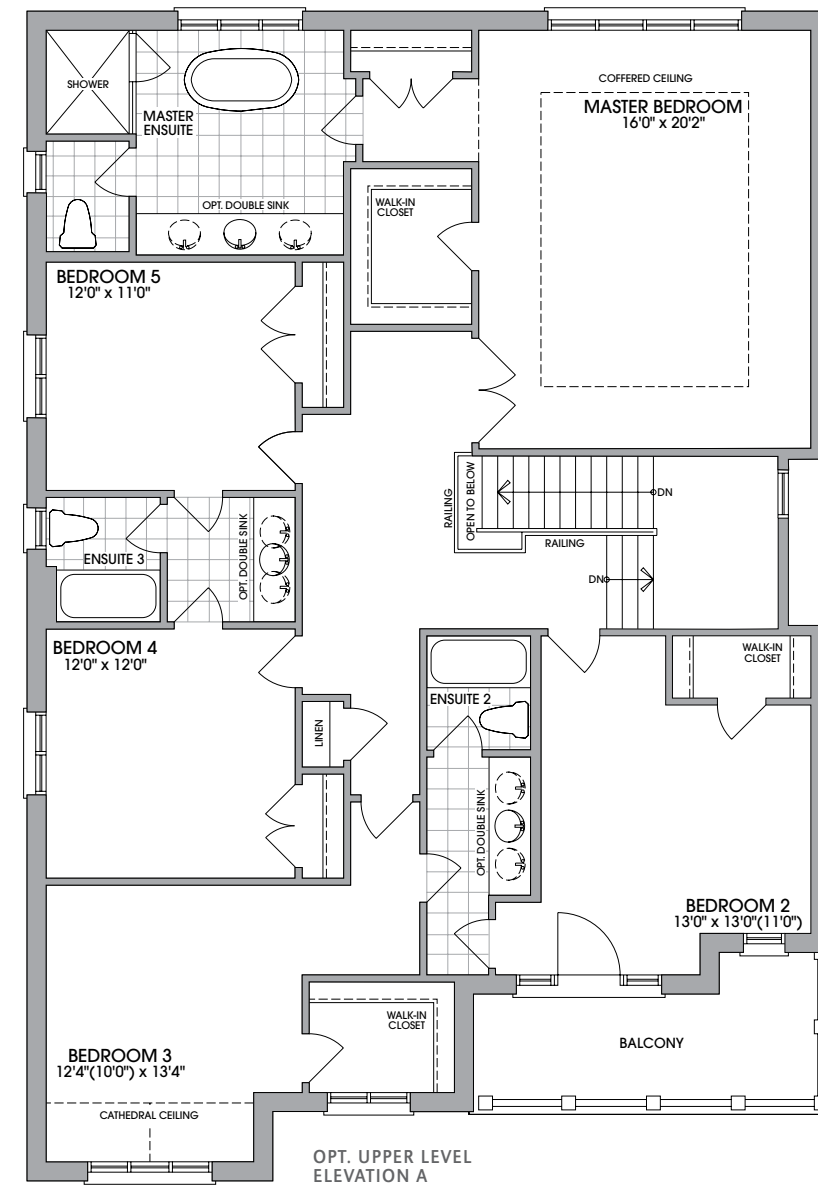 SHOWER
MASTER
ENSUITE
OPT. DOUBLE SINK
COFFERED CEILING
MASTER BEDROOM
16'0" x 20'2"
WALK-IN
CLOSET
BEDROOM 5
12'0" x 11'0"
RAILING
OPEN TO BELOW
DN
RAILING
DN
ENSUITE 3
OPT. DOUBLE SINK
BEDROOM 4
12'0" x 12'0"
LINEN
ENSUITE 2
OPT. DOUBLE SINK
WALK-IN
CLOSET
BEDROOM 2
13'0" x 13'0"(11'0")
WALK-IN
CLOSET
BALCONY
BEDROOM 3
12'4"(10'0") x 13'4"
CATHEDRAL CEILING
OPT. UPPER LEVEL
ELEVATION A